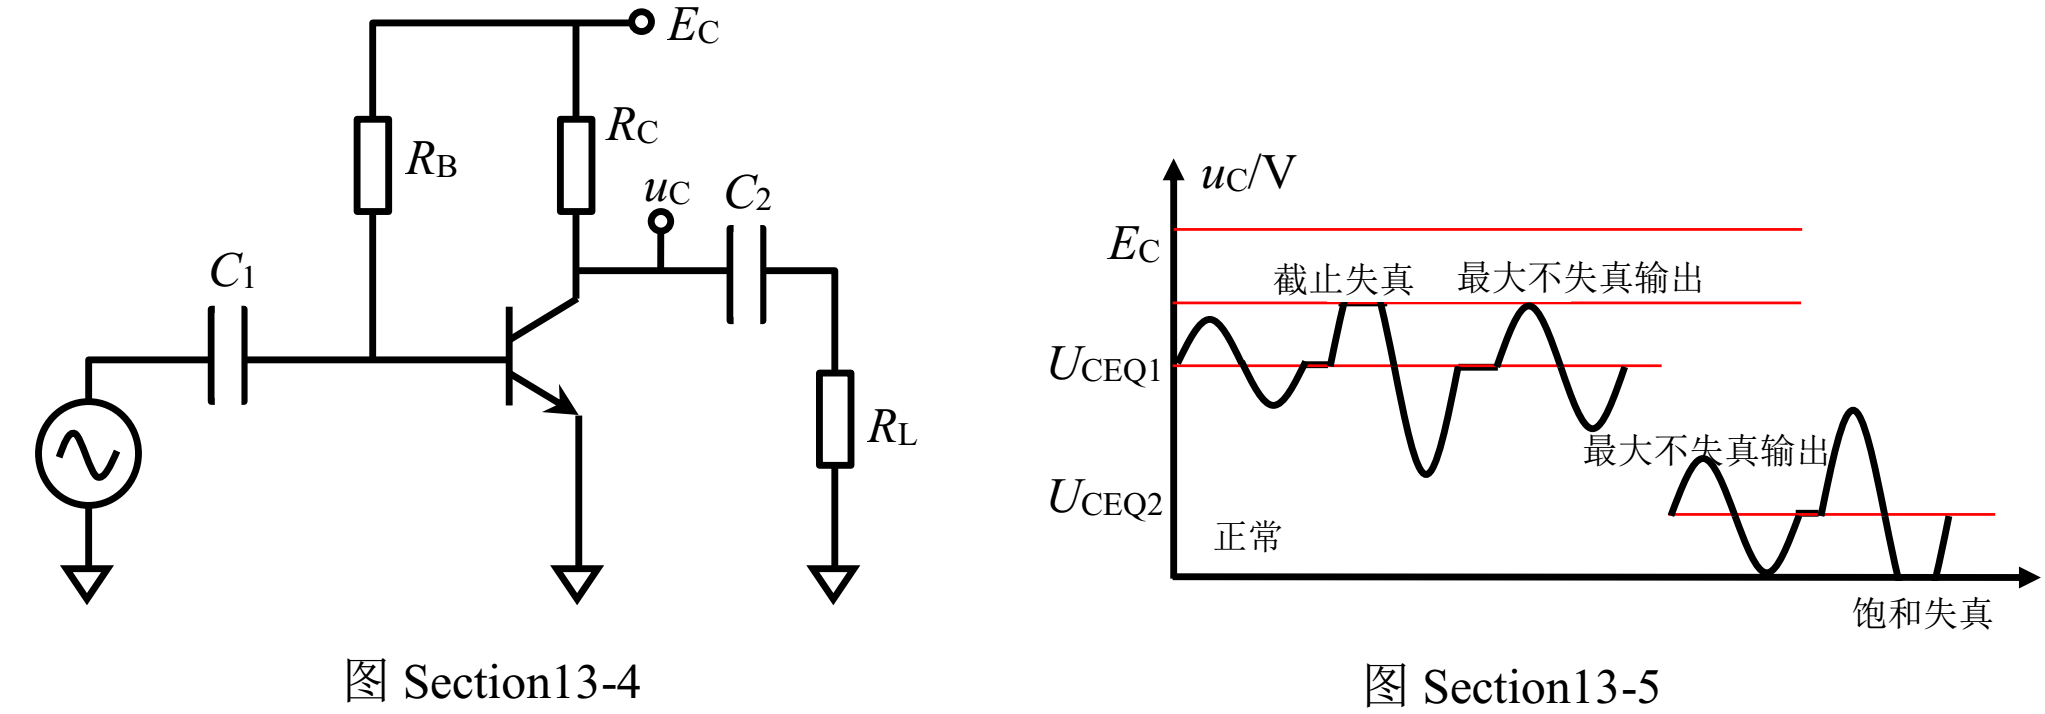 EC
RB
RC
uC
C2
C1
RL
图 Section13-4
uC/V
EC
截止失真
最大不失真输出
UCEQ1
最大不失真输出
UCEQ2
正常
饱和失真
图 Section13-5